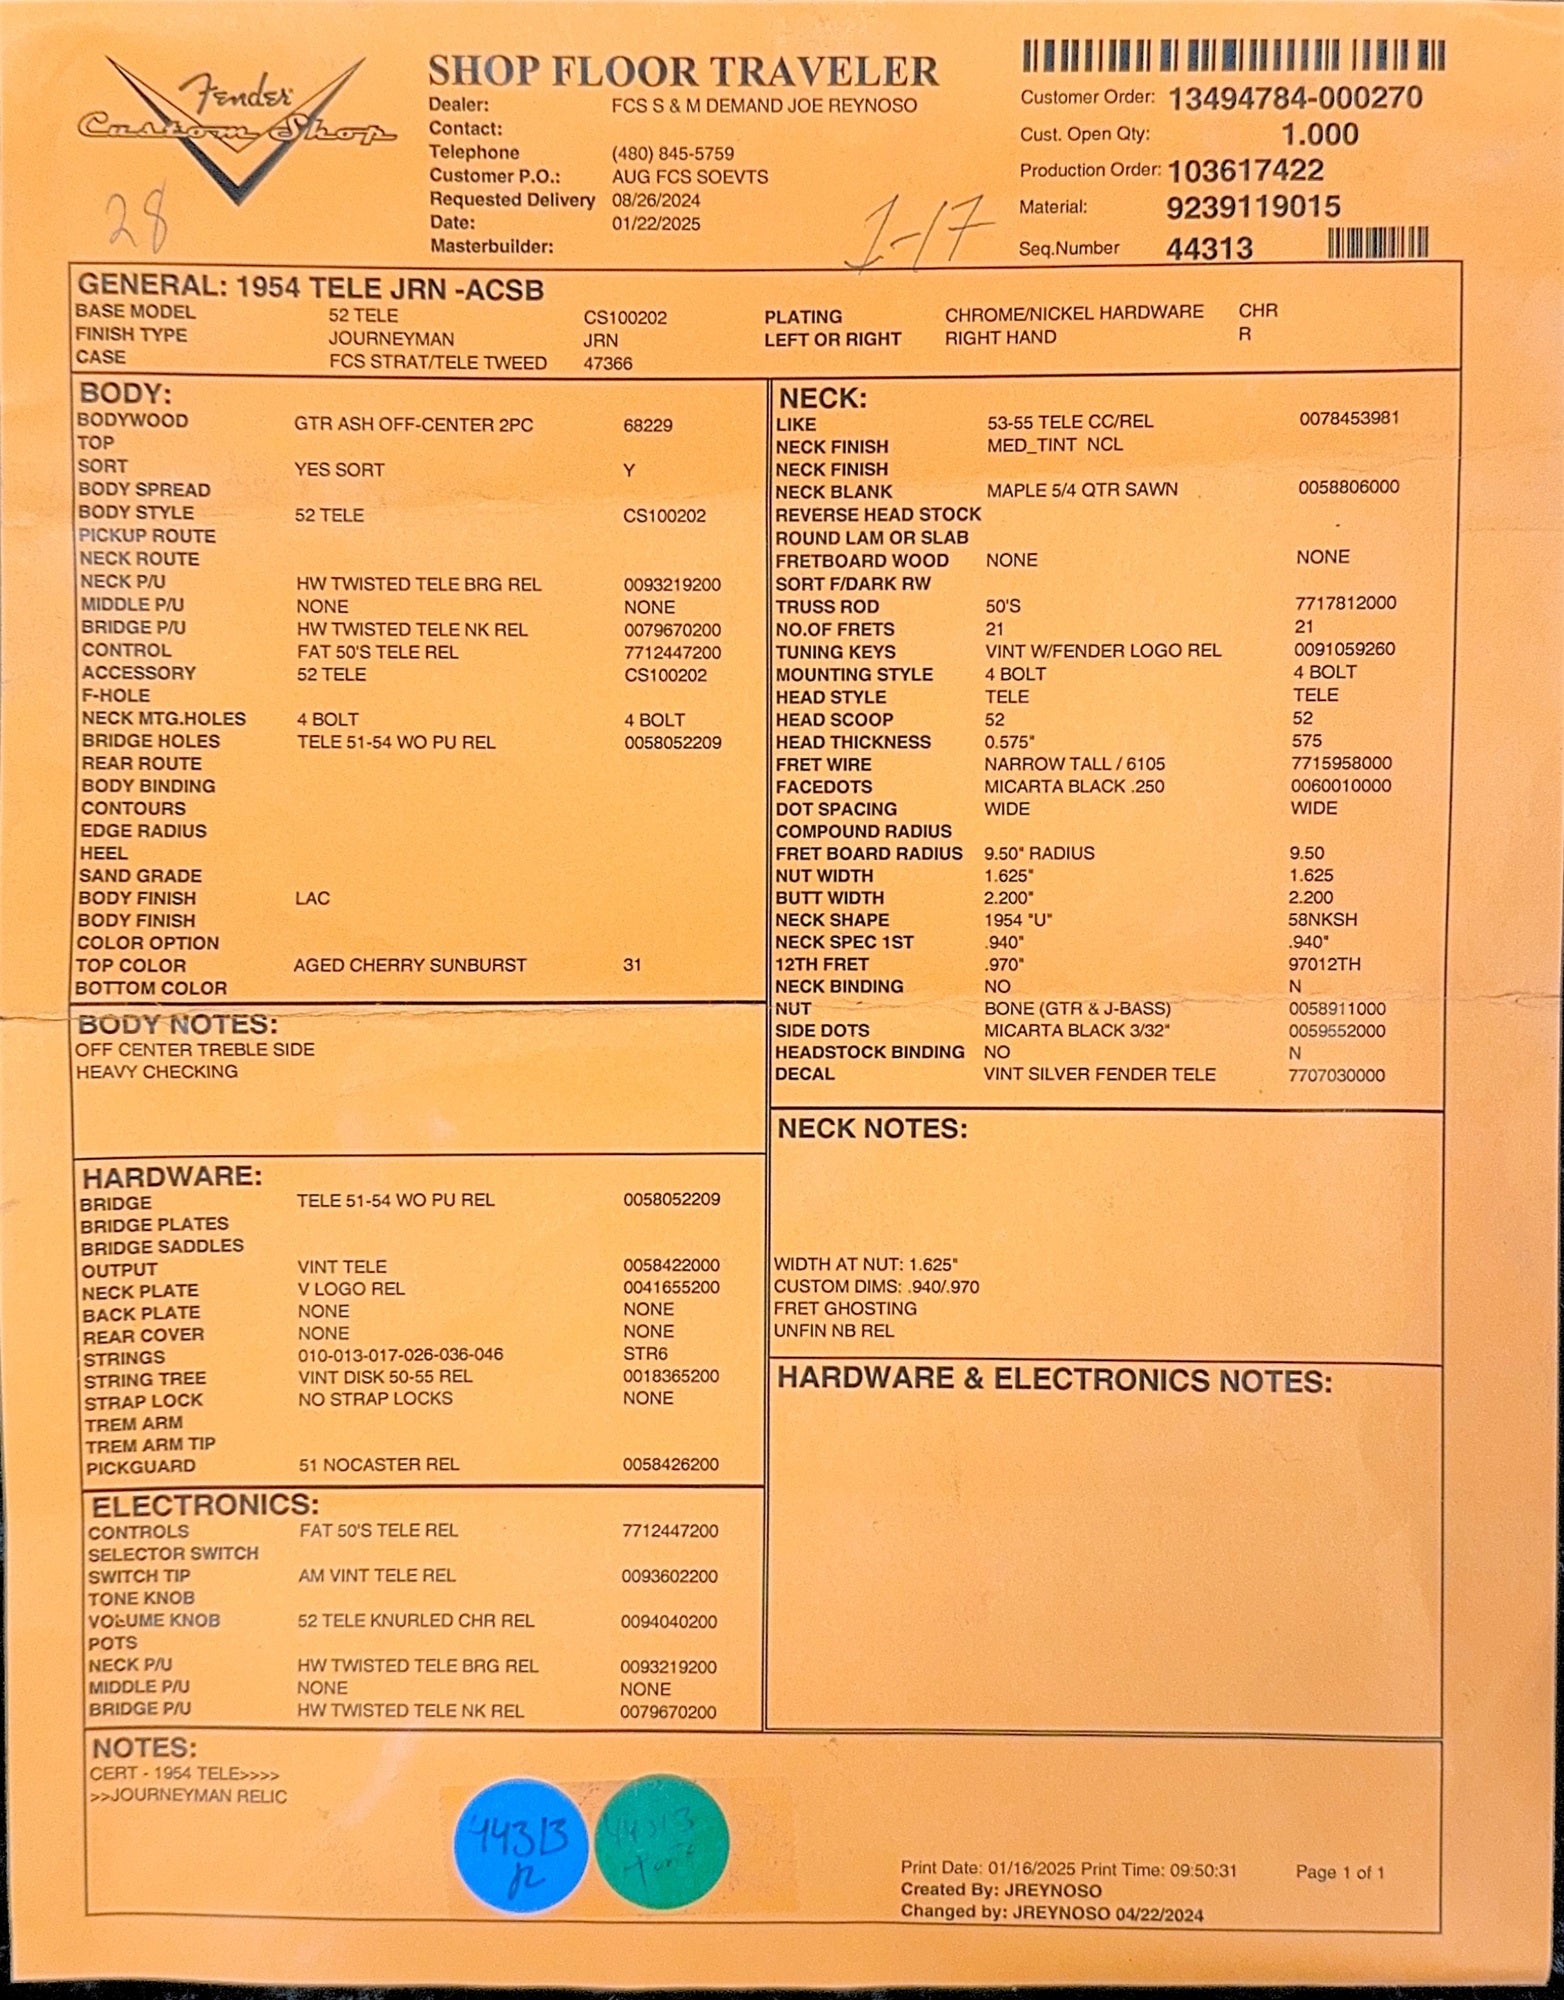 Fender
Custom Shop
SHOP FLOOR TRAVELER
Dealer: FCS S & M DEMAND JOE REYNOSO
Contact:
Telephone (480) 845-5759
Customer P.O.: AUG FCS SOEVTS
Requested Delivery 08/26/2024
Date: 01/22/2025
Masterbuilder:
Customer Order: 13494784-000270
Cust. Open Qty: 1.000
Production Order: 103617422
Material: 9239119015
Seq.Number 44313
28
1-17
GENERAL: 1954 TELE JRN -ACSB
BASE MODEL 52 TELE CS100202 PLATING CHROME/NICKEL HARDWARE CHR
FINISH TYPE JOURNEYMAN JRN LEFT OR RIGHT RIGHT HAND R
CASE FCS STRAT/TELE TWEED 47366
BODY:
BODYWOOD GTR ASH OFF-CENTER 2PC 68229
TOP
SORT YES SORT Y
BODY SPREAD
BODY STYLE 52 TELE CS100202
PICKUP ROUTE
NECK ROUTE
NECK P/U HW TWISTED TELE BRG REL 0093219200
MIDDLE P/U NONE NONE
BRIDGE P/U HW TWISTED TELE NK REL 0079670200
CONTROL FAT 50'S TELE REL 7712447200
ACCESSORY 52 TELE CS100202
F-HOLE
NECK MTG.HOLES 4 BOLT 4 BOLT
BRIDGE HOLES TELE 51-54 WO PU REL 0058052209
REAR ROUTE
BODY BINDING
CONTOURS
EDGE RADIUS
HEEL
SAND GRADE
BODY FINISH LAC
BODY FINISH
COLOR OPTION
TOP COLOR AGED CHERRY SUNBURST 31
BOTTOM COLOR
BODY NOTES:
OFF CENTER TREBLE SIDE
HEAVY CHECKING
HARDWARE:
BRIDGE TELE 51-54 WO PU REL 0058052209
BRIDGE PLATES
BRIDGE SADDLES
OUTPUT VINT TELE 0058422000
NECK PLATE V LOGO REL 0041655200
BACK PLATE NONE NONE
REAR COVER NONE NONE
STRINGS 010-013-017-026-036-046 STR6
STRING TREE VINT DISK 50-55 REL 0018365200
STRAP LOCK NO STRAP LOCKS NONE
TREM ARM
TREM ARM TIP
PICKGUARD 51 NOCASTER REL 0058426200
ELECTRONICS:
CONTROLS FAT 50'S TELE REL 7712447200
SELECTOR SWITCH
SWITCH TIP AM VINT TELE REL 0093602200
TONE KNOB
VOLUME KNOB 52 TELE KNURLED CHR REL 0094040200
POTS
NECK P/U HW TWISTED TELE BRG REL 0093219200
MIDDLE P/U NONE NONE
BRIDGE P/U HW TWISTED TELE NK REL 0079670200
NECK:
LIKE 53-55 TELE CC/REL 0078453981
NECK FINISH MED_TINT NCL
NECK FINISH
NECK BLANK MAPLE 5/4 QTR SAWN 0058806000
REVERSE HEAD STOCK
ROUND LAM OR SLAB
FRETBOARD WOOD NONE NONE
SORT F/DARK RW
TRUSS ROD 50'S 7717812000
NO.OF FRETS 21 21
TUNING KEYS VINT W/FENDER LOGO REL 0091059260
MOUNTING STYLE 4 BOLT 4 BOLT
HEAD STYLE TELE TELE
HEAD SCOOP 52 52
HEAD THICKNESS 0.575" 575
FRET WIRE NARROW TALL / 6105 7715958000
FACEDOTS MICARTA BLACK .250 0060010000
DOT SPACING WIDE WIDE
COMPOUND RADIUS
FRET BOARD RADIUS 9.50" RADIUS 9.50
NUT WIDTH 1.625" 1.625
BUTT WIDTH 2.200" 2.200
NECK SHAPE 1954 "U" 58NKSH
NECK SPEC 1ST .940" .940"
12TH FRET .970" 97012TH
NECK BINDING NO N
NUT BONE (GTR & J-BASS) 0058911000
SIDE DOTS MICARTA BLACK 3/32" 0059552000
HEADSTOCK BINDING NO N
DECAL VINT SILVER FENDER TELE 7707030000
NECK NOTES:
WIDTH AT NUT: 1.625"
CUSTOM DIMS: .940/.970
FRET GHOSTING
UNFIN NB REL
HARDWARE & ELECTRONICS NOTES:
NOTES:
CERT - 1954 TELE>>>>
>>JOURNEYMAN RELIC
44313
44313
Print Date: 01/16/2025 Print Time: 09:50:31 Page 1 of 1
Created By: JREYNOSO
Changed by: JREYNOSO 04/22/2024